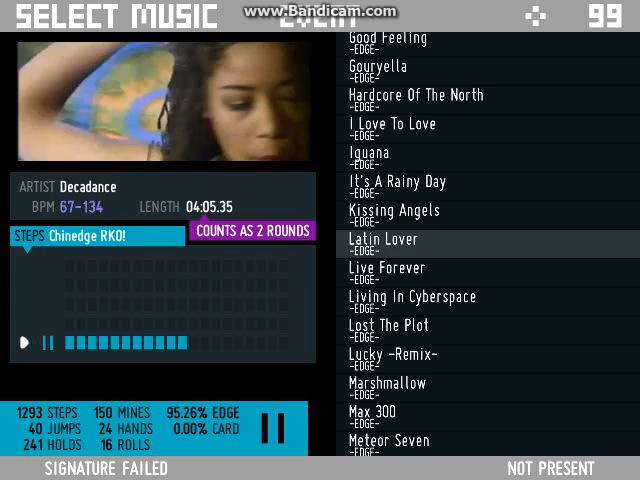 SELECT MUSIC
www.Bandicam.com
99
Good Feeling
-EDGE-
Gouryella
-EDGE-
Hardcore Of The North
-EDGE-
I Love To Love
-EDGE-
Iguana
-EDGE-
It's A Rainy Day
-EDGE-
Kissing Angels
-EDGE-
Latin Lover
-EDGE-
Live Forever
-EDGE-
Living In Cyberspace
-EDGE-
Lost The Plot
-EDGE-
Lucky -Remix-
-EDGE-
Marshmallow
-EDGE-
Max 300
-EDGE-
Meteor Seven
-EDGE-
ARTIST Decadance
BPM 67-134 LENGTH 04:05.35
COUNTS AS 2 ROUNDS
STEPS Chinedge RKO!
1293 STEPS 150 MINES 95.26% EDGE
40 JUMPS 24 HANDS 0.00% CARD
241 HOLDS 16 ROLLS
SIGNATURE FAILED
NOT PRESENT